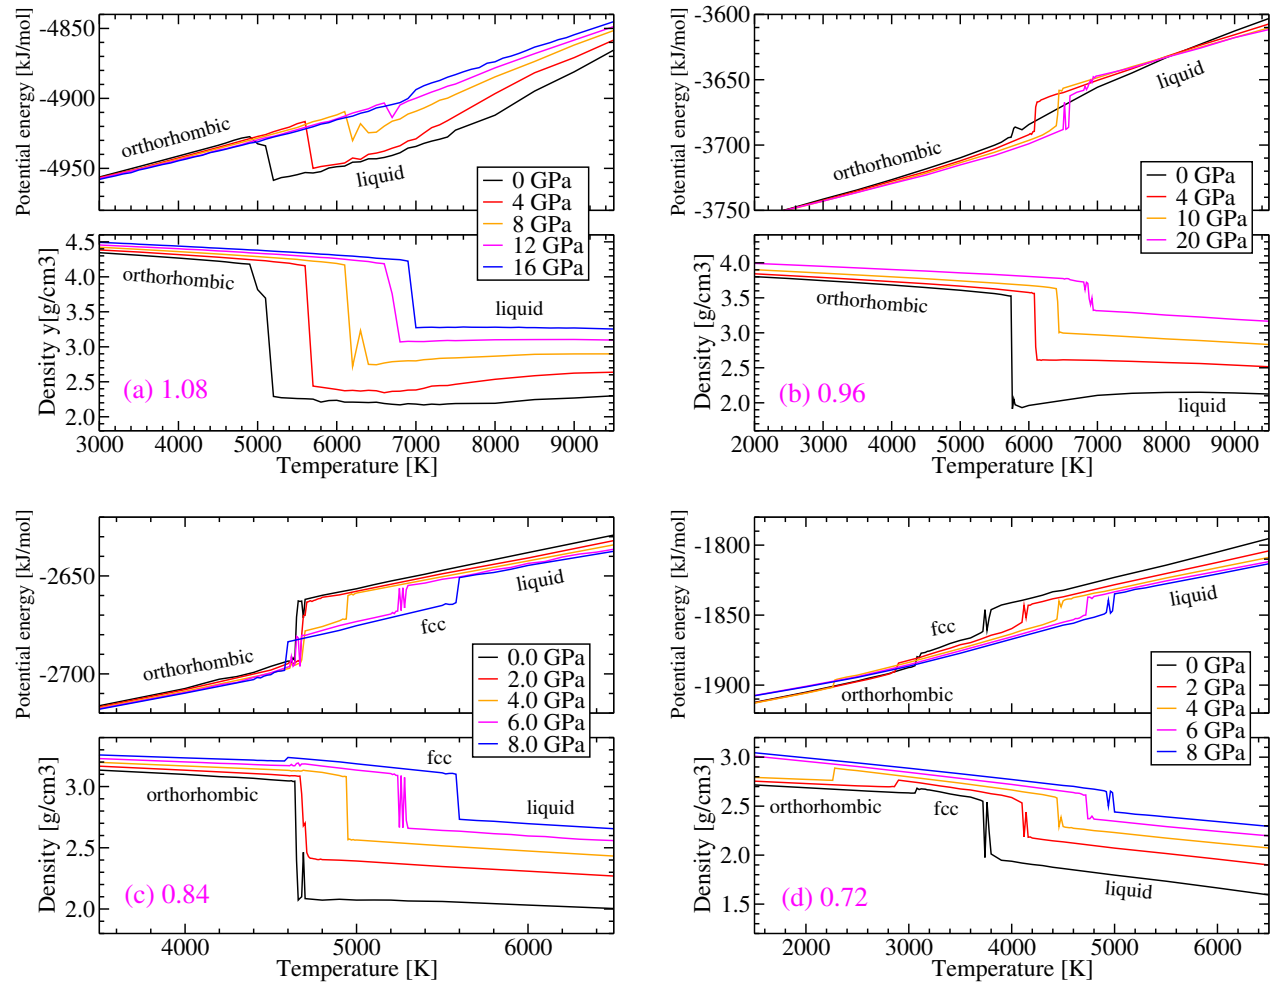 Potential energy [kJ/mol]
-4850
-4900
-4950
orthorhombic
liquid
0 GPa
4 GPa
8 GPa
12 GPa
16 GPa
Density y[g/cm3]
4.5
4.0
3.5
3.0
2.5
2.0
orthorhombic
liquid
(a) 1.08
3000 4000 5000 6000 7000 8000 9000
Temperature [K]
Potential energy [kJ/mol]
-3600
-3650
-3700
-3750
orthorhombic
liquid
0 GPa
4 GPa
10 GPa
20 GPa
Density [g/cm3]
4.0
3.5
3.0
2.5
2.0
orthorhombic
liquid
(b) 0.96
2000 3000 4000 5000 6000 7000 8000 9000
Temperature [K]
Potential energy [kJ/mol]
-2650
-2700
orthorhombic
fcc
liquid
0.0 GPa
2.0 GPa
4.0 GPa
6.0 GPa
8.0 GPa
Density [g/cm3]
3.0
2.5
2.0
orthorhombic
fcc
liquid
(c) 0.84
4000 5000 6000
Temperature [K]
Potential energy [kJ/mol]
-1800
-1850
-1900
fcc
orthorhombic
liquid
0 GPa
2 GPa
4 GPa
6 GPa
8 GPa
Density [g/cm3]
3.0
2.5
2.0
1.5
orthorhombic
fcc
liquid
(d) 0.72
2000 3000 4000 5000 6000
Temperature [K]